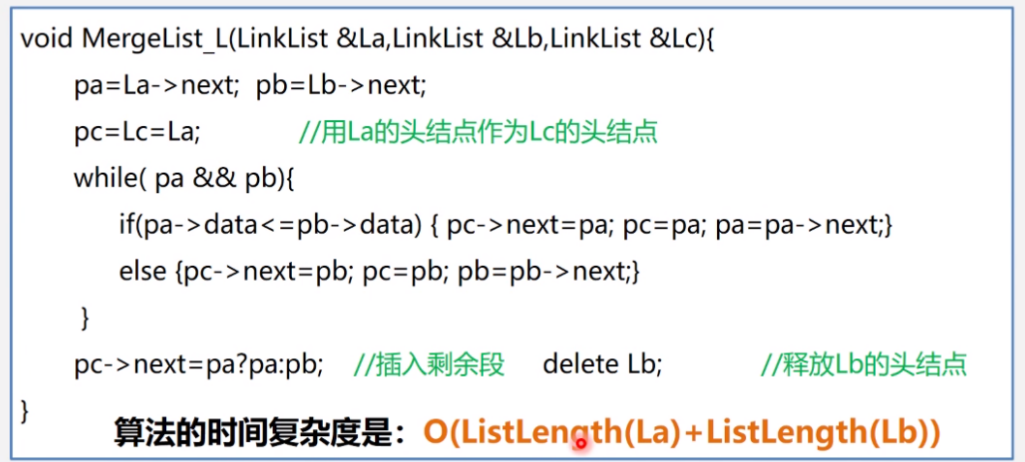 void MergeList_L(LinkList &La,LinkList &Lb,LinkList &Lc){
pa=La->next; pb=Lb->next;
pc=Lc=La; //用La的头结点作为Lc的头结点
while( pa && pb){
if(pa->data<=pb->data) { pc->next=pa; pc=pa; pa=pa->next;}
else {pc->next=pb; pc=pb; pb=pb->next;}
}
pc->next=pa?pa:pb; //插入剩余段 delete Lb; //释放Lb的头结点
}
算法的时间复杂度是：O(ListLength(La)+ListLength(Lb))